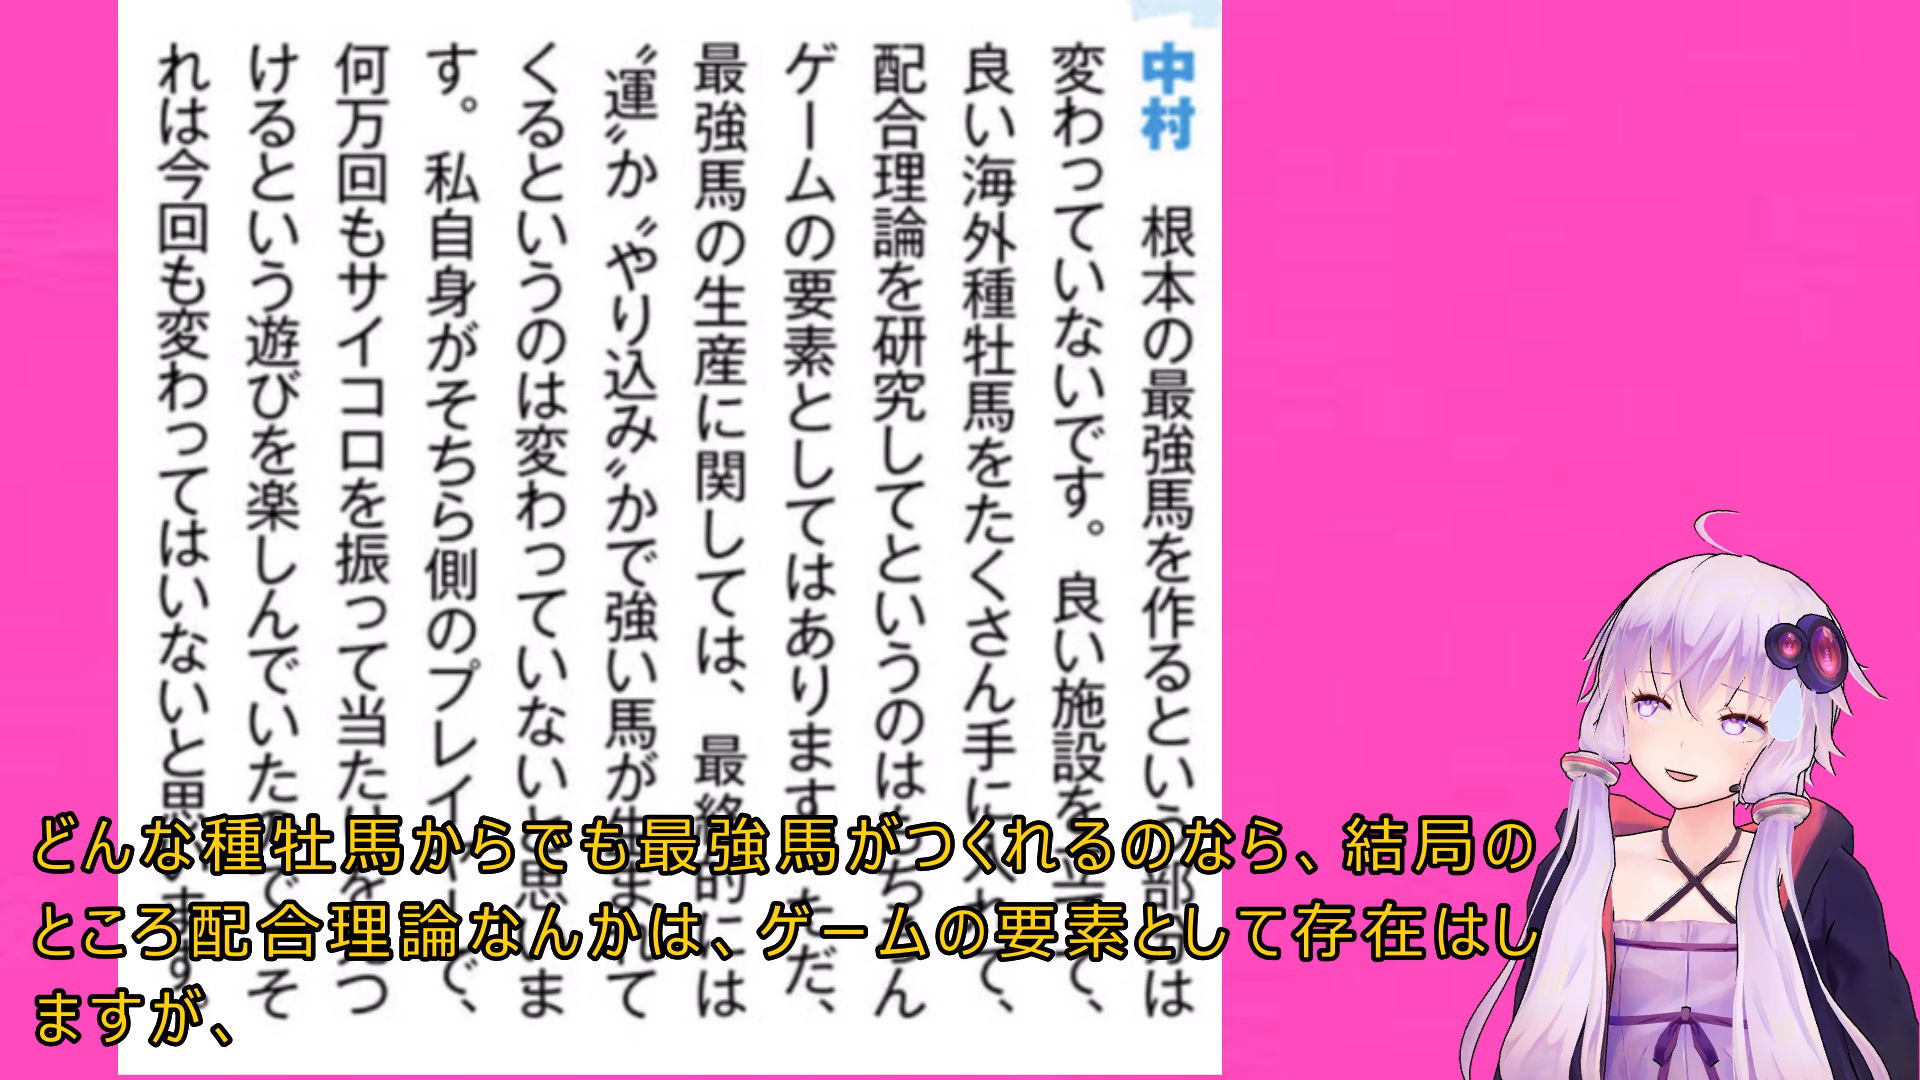 中村　根本の最強馬を作るという部分は
変わっていないです。良い施設を
良い海外種牡馬をたくさん手に入れて、
配合理論を研究してというのはもちろん
ゲームの要素としてはあります。ただ、
最強馬の生産に関しては、最終的には
〝運〟か〝やり込み〟かで強い馬が生まれて
くるというのは変わっていないと思いま
す。私自身がそちら側のプレイヤーで、
何万回もサイコロを振って当たりを
けるという遊びを楽しんでいたので、そ
れは今回も変わってはいないと思います。
どんな種牡馬からでも最強馬がつくれるのなら、結局の
ところ配合理論なんかは、ゲームの要素として存在はし
ますが、